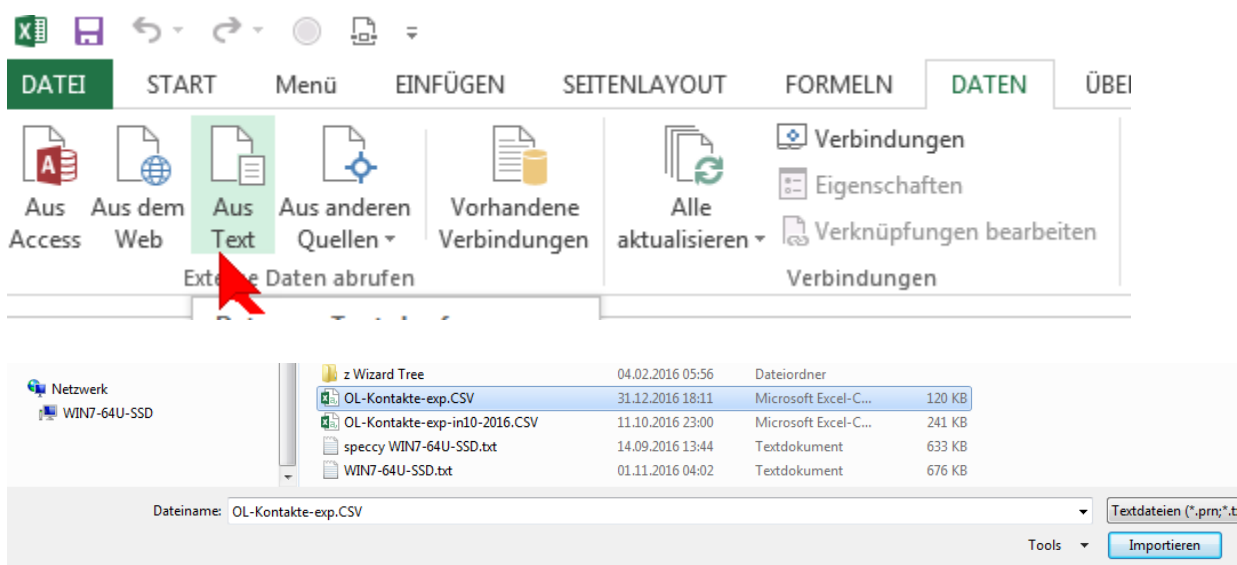 DATEI START Menü EINFÜGEN SEITENLAYOUT FORMELN DATEN
Aus Access
Aus dem Web
Aus Text
Aus anderen Quellen
Vorhandene Verbindungen
Alle aktualisieren
Verbindungen
Eigenschaften
Verknüpfungen bearbeiten
Externe Daten abrufen
Verbindungen
Netzwerk
WIN7-64U-SSD
z Wizard Tree 04.02.2016 05:56 Dateiordner
OL-Kontakte-exp.CSV 31.12.2016 18:11 Microsoft Excel-C... 120 KB
OL-Kontakte-exp-in10-2016.CSV 11.10.2016 23:00 Microsoft Excel-C... 241 KB
speccy WIN7-64U-SSD.txt 14.09.2016 13:44 Textdokument 633 KB
WIN7-64U-SSD.txt 01.11.2016 04:02 Textdokument 676 KB
Dateiname: OL-Kontakte-exp.CSV Textdateien (*.prn;*.t
Tools Importieren